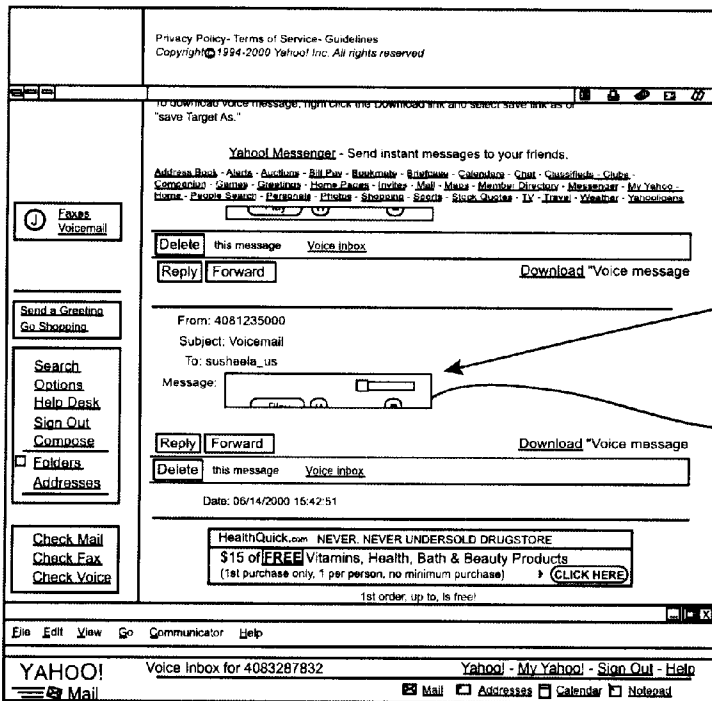 Privacy Policy- Terms of Service- Guidelines
Copyright© 1994-2000 Yahoo! Inc. All rights reserved
To download voice message, right click the Download link and select save link as or
"save Target As."
Yahoo! Messenger - Send instant messages to your friends.
Address Book - Alerts - Auctions - Bill Pay - Bookmate - Briefcase - Calendare - Chat - Classifieds - Clubs -
Companion - Games - Greetings - Home Pages - Invites - Mail - Maps - Member Directory - Messenger - My Yahoo -
Home - People Search - Personals - Photos - Shopping - Sports - Stock Quotes - TV - Travel - Weather - Yahooligans
J
Faxes
Voicemail
Delete this message Voice inbox
Reply Forward Download "Voice message
Send a Greeting
Go Shopping
From: 4081235000
Subject: Voicemail
To: susheela_us
Message:
Search
Options
Help Desk
Sign Out
Compose
Folders
Addresses
Reply Forward Download "Voice message
Delete this message Voice inbox
Date: 06/14/2000 15:42:51
Check Mail
Check Fax
Check Voice
HealthQuick.com NEVER, NEVER UNDERSOLD DRUGSTORE
$15 of FREE Vitamins, Health, Bath & Beauty Products
(1st purchase only, 1 per person, no minimum purchase) CLICK HERE
1st order, up to, is free!
File Edit View Go Communicator Help
YAHOO! Mail
Voice Inbox for 4083287832 Yahoo! - My Yahoo! - Sign Out - Help
Mail Addresses Calendar Notepad